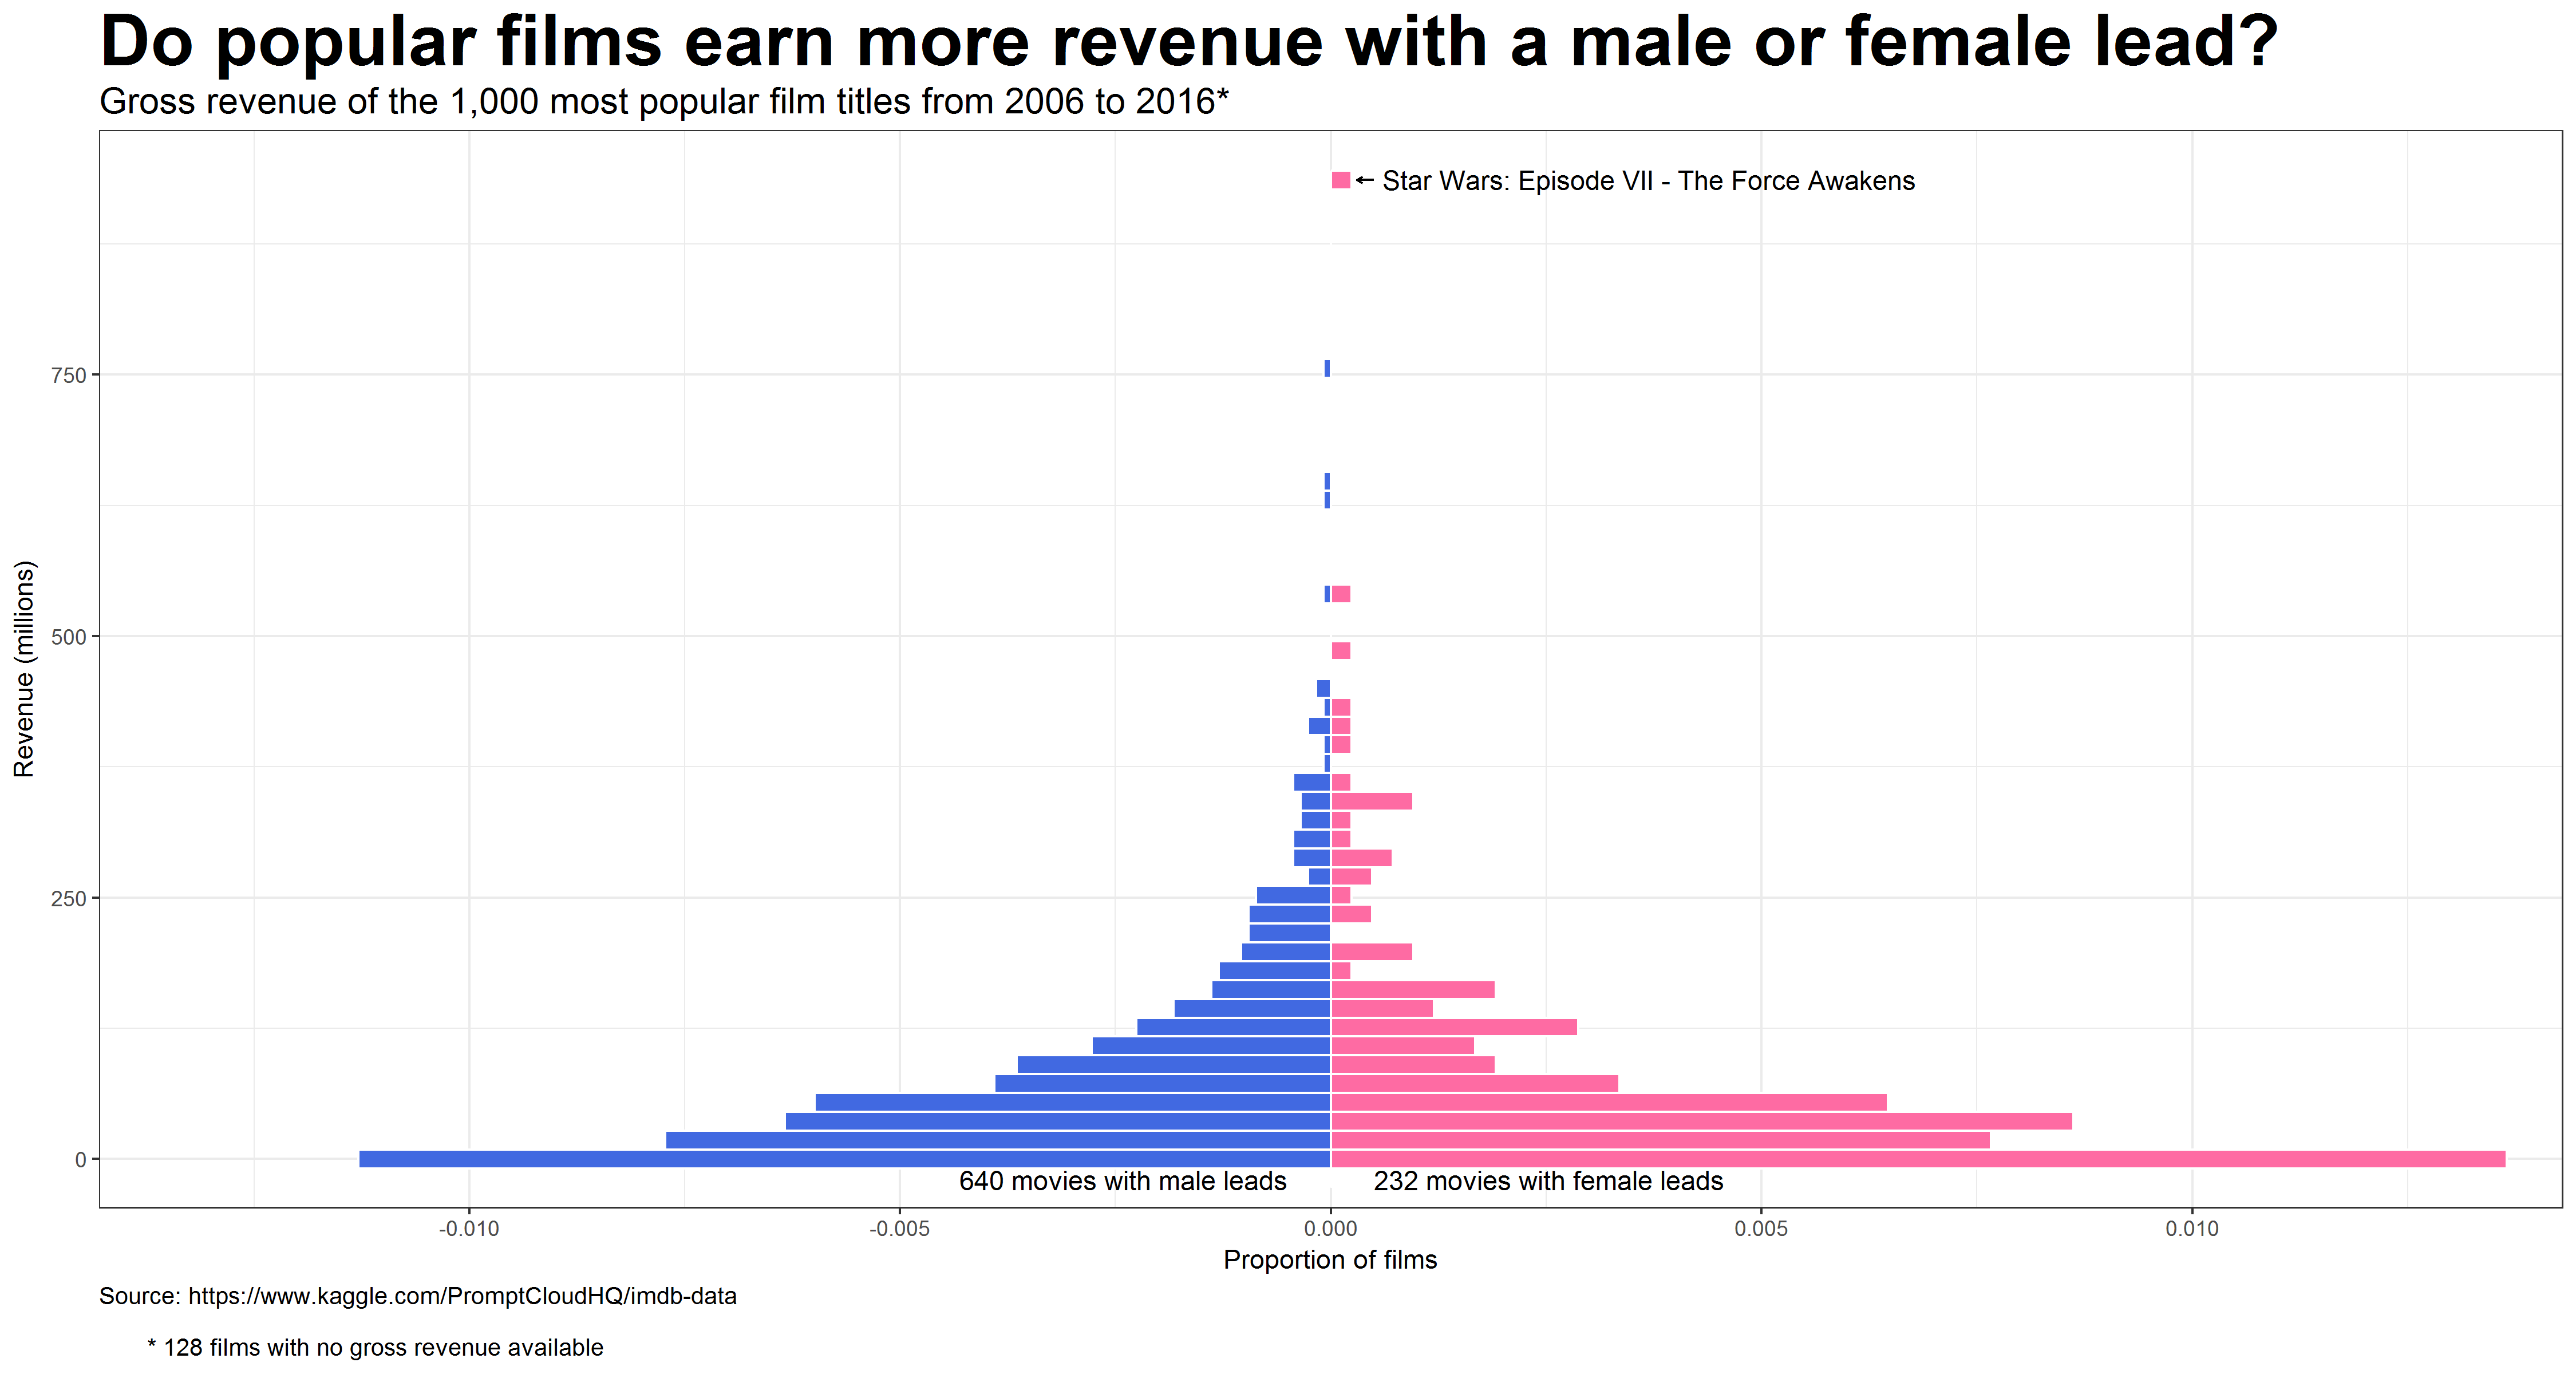 Do popular films earn more revenue with a male or female lead?
Gross revenue of the 1,000 most popular film titles from 2006 to 2016*
← Star Wars: Episode VII - The Force Awakens
750
500
250
0
Revenue (millions)
640 movies with male leads
232 movies with female leads
-0.010
-0.005
0.000
0.005
0.010
Proportion of films
Source: https://www.kaggle.com/PromptCloudHQ/imdb-data
* 128 films with no gross revenue available